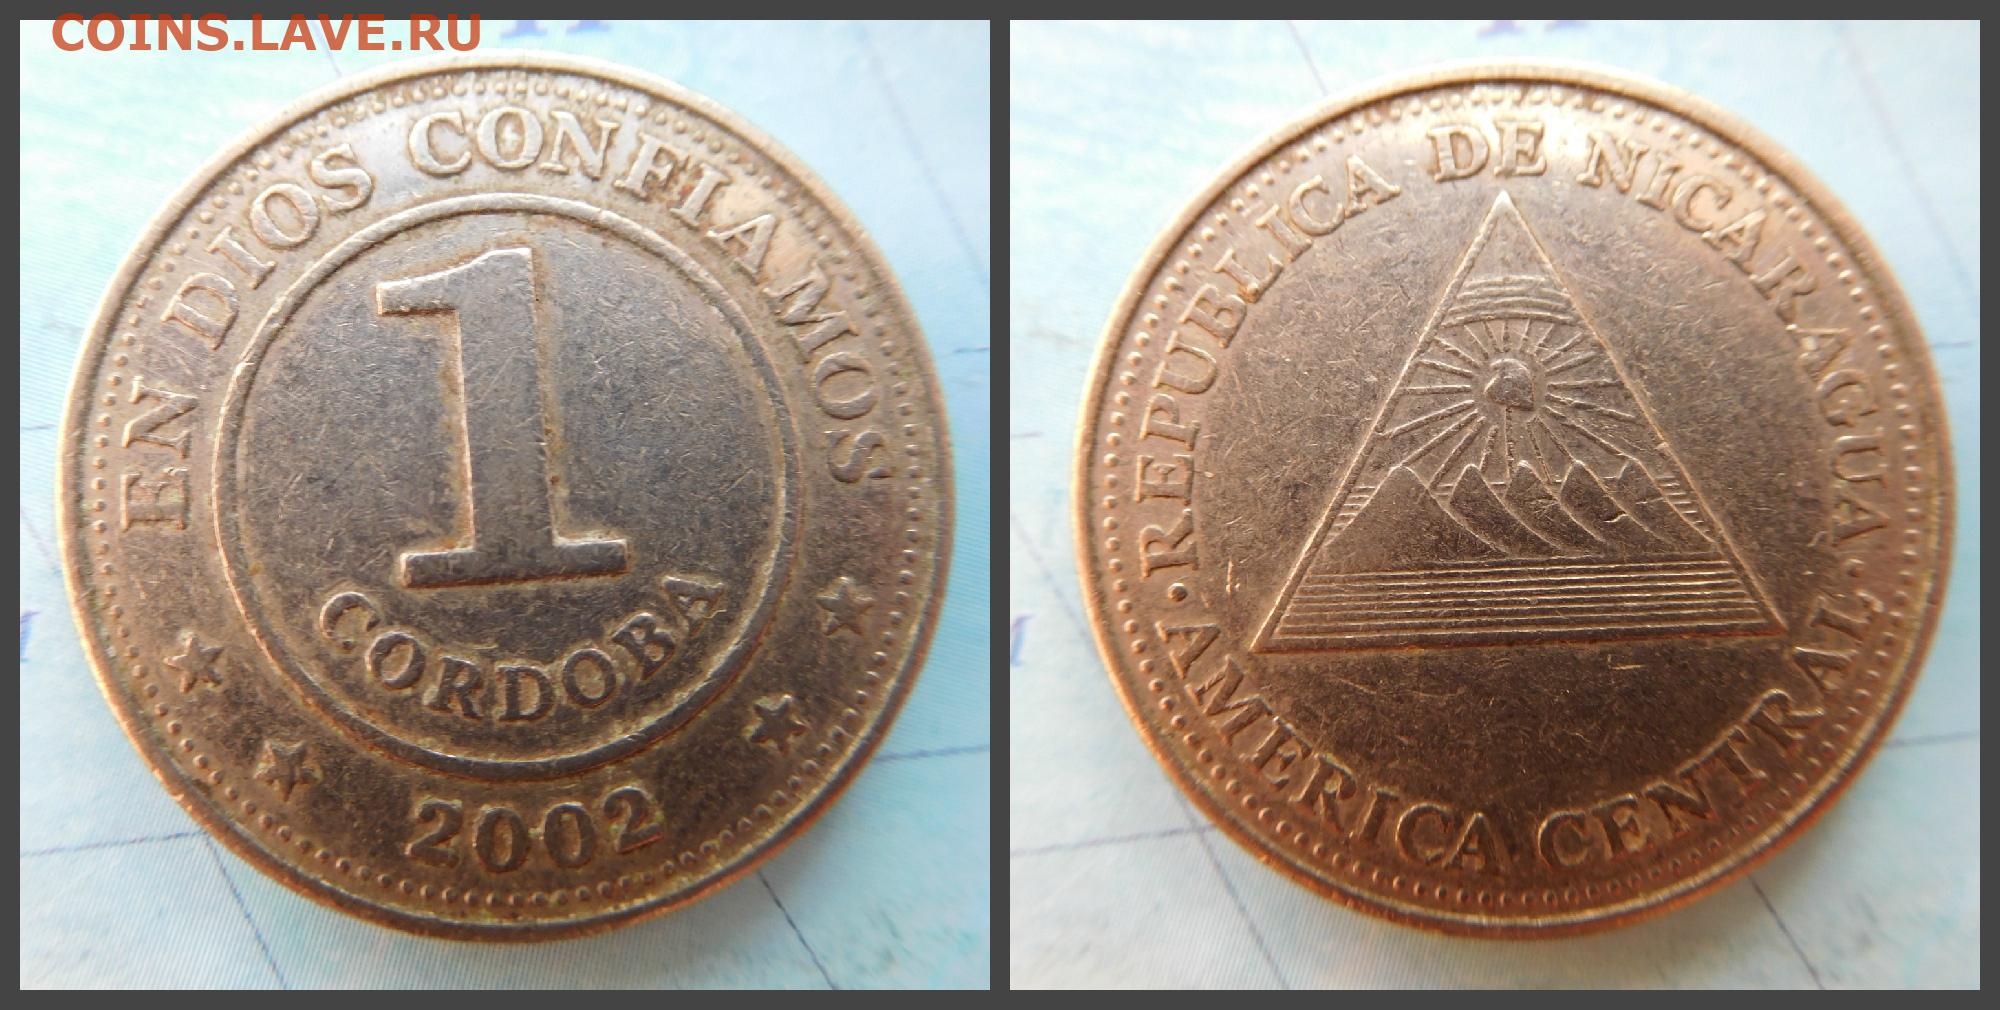 COINS.LAVE.RU
EN DIOS CONFIAMOS
1
CORDOBA
2002
REPUBLICA DE NICARAGUA
AMERICA CENTRAL